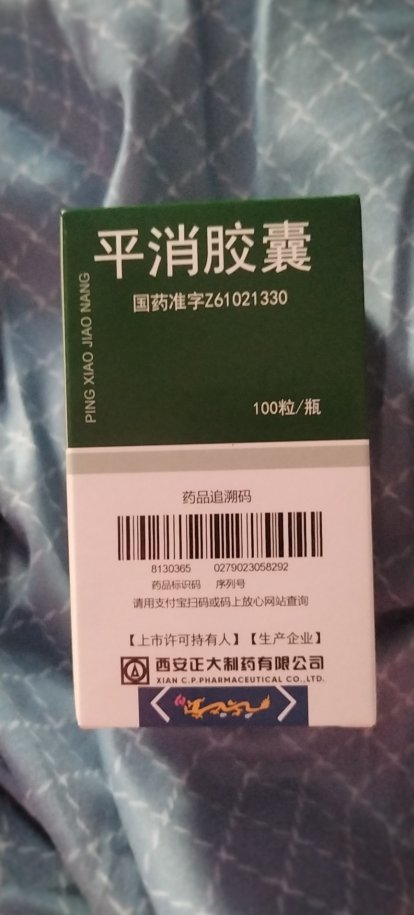 平消胶囊
国药准字Z61021330
PING XIAO JIAO NANG
100粒/瓶
药品追溯码
8130365 0279023058292
药品标识码 序列号
请用支付宝扫码或码上放心网站查询
【上市许可持有人】【生产企业】
西安正大制药有限公司
XIAN C.P.PHARMACEUTICAL CO.,LTD.